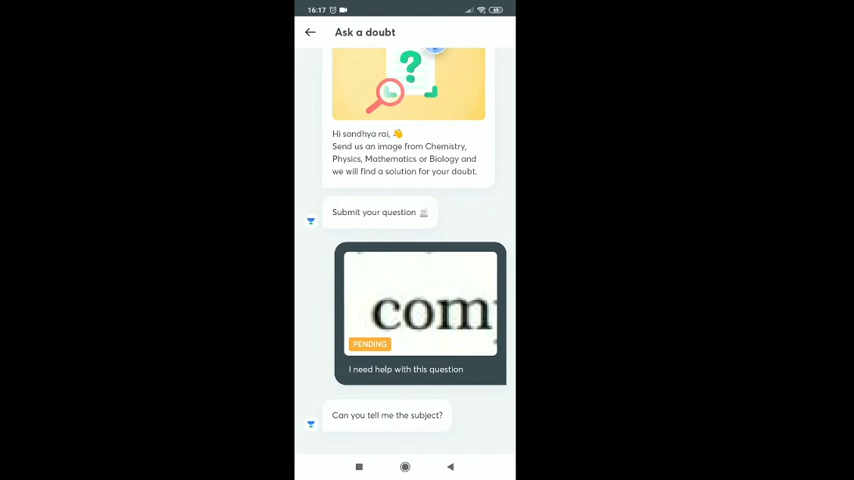 16:17
68
Ask a doubt
?
Hi sandhya rai,
Send us an image from Chemistry,
Physics, Mathematics or Biology and
we will find a solution for your doubt.
Submit your question
com
PENDING
I need help with this question
Can you tell me the subject?